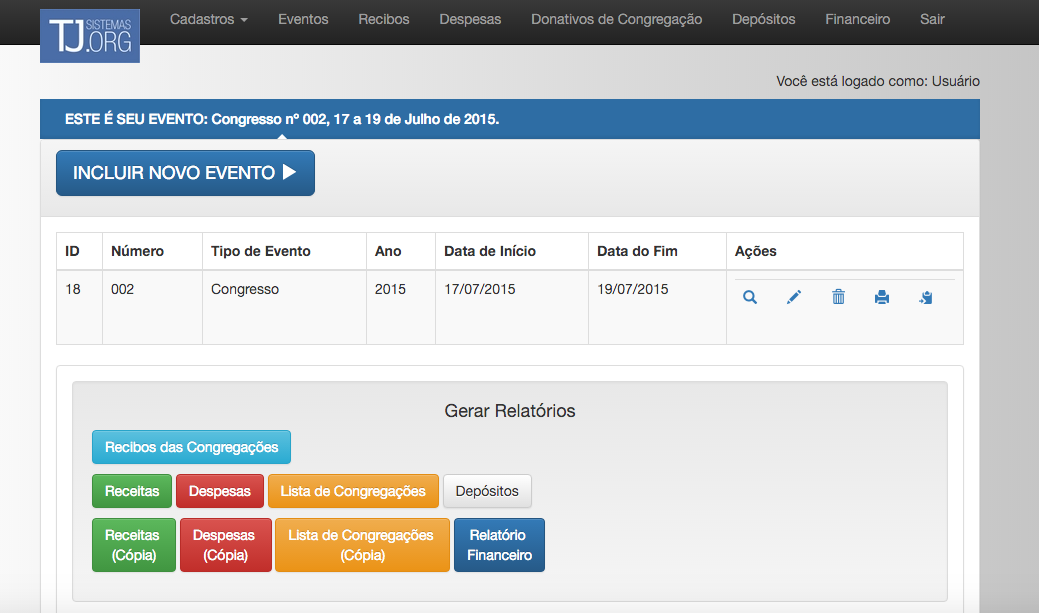 Cadastros Eventos Recibos Despesas Donativos de Congregação Depósitos Financeiro Sair
TJ SISTEMAS
.ORG
Você está logado como: Usuário
ESTE É SEU EVENTO: Congresso nº 002, 17 a 19 de Julho de 2015.
INCLUIR NOVO EVENTO
ID Número Tipo de Evento Ano Data de Início Data do Fim Ações
18 002 Congresso 2015 17/07/2015 19/07/2015
Gerar Relatórios
Recibos das Congregações
Receitas Despesas Lista de Congregações Depósitos
Receitas Despesas Lista de Congregações Relatório
(Cópia) (Cópia) (Cópia) Financeiro